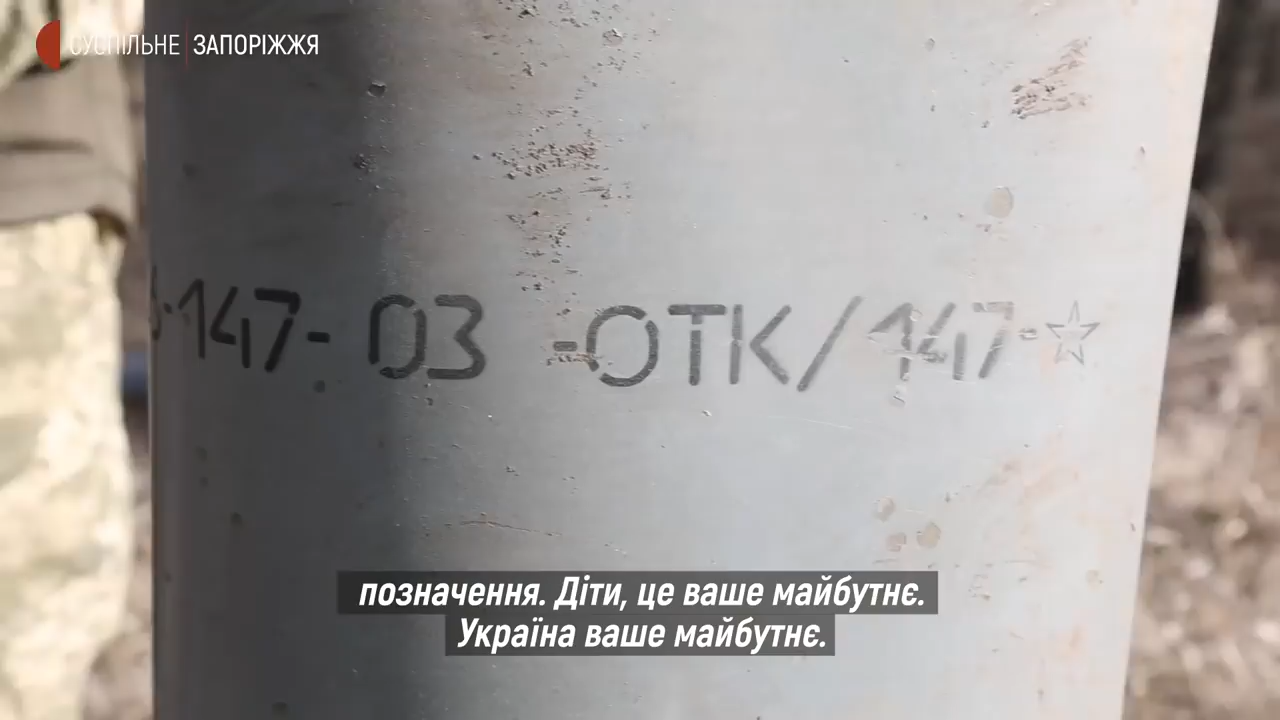 СУСПІЛЬНЕ ЗАПОРІЖЖЯ
-147- 03 -ОТК/147-☆
позначення. Діти, це ваше майбутнє.
Україна ваше майбутнє.